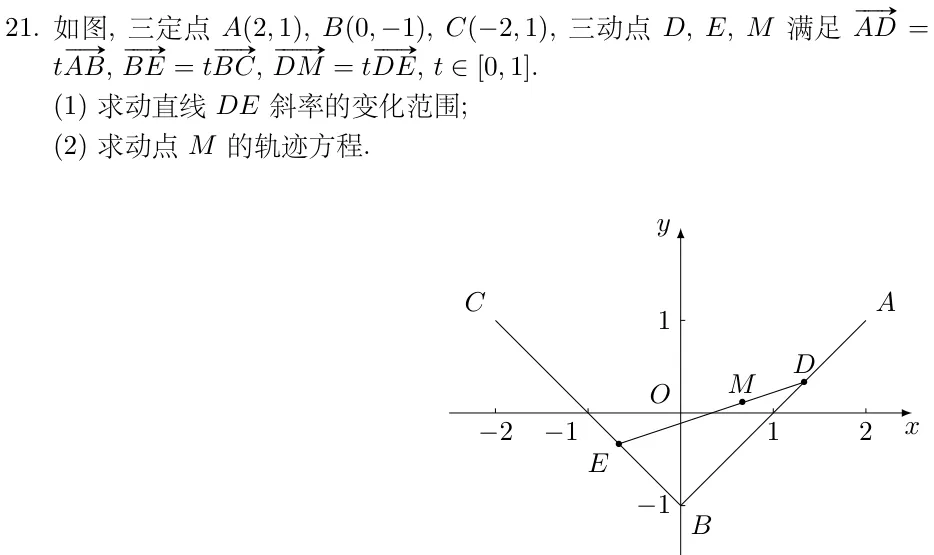 21. 如图, 三定点 A(2,1), B(0,−1), C(−2,1), 三动点 D, E, M 满足 $\overrightarrow{AD}$ =
t$\overrightarrow{AB}$, $\overrightarrow{BE}$ = t$\overrightarrow{BC}$, $\overrightarrow{DM}$ = t$\overrightarrow{DE}$, t ∈ [0,1].
(1) 求动直线 DE 斜率的变化范围;
(2) 求动点 M 的轨迹方程.
y
C
A
1
D
M
O
−2
−1
1
2
x
E
−1
B